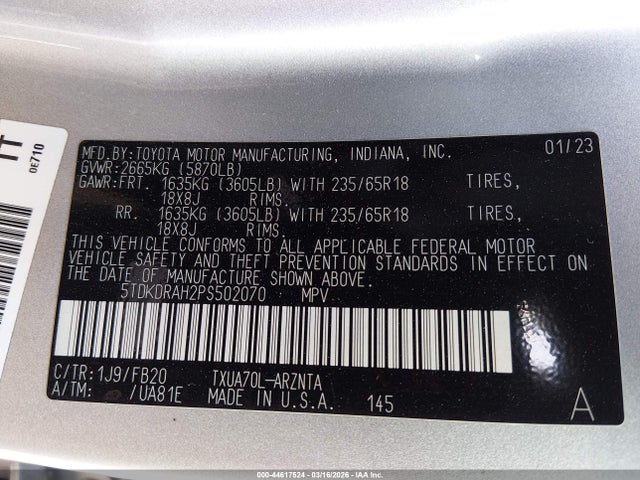 0E710
MFD.BY:TOYOTA MOTOR MANUFACTURING, INDIANA, INC. 01/23
GVWR:2665KG (5870LB)
GAWR:FRT. 1635KG (3605LB) WITH 235/65R18 TIRES,
18X8J RIMS.
RR. 1635KG (3605LB) WITH 235/65R18 TIRES,
18X8J RIMS.
THIS VEHICLE CONFORMS TO ALL APPLICABLE FEDERAL MOTOR
VEHICLE SAFETY AND THEFT PREVENTION STANDARDS IN EFFECT ON
THE DATE OF MANUFACTURE SHOWN ABOVE.
5TDKDRAH2PS502070 MPV
C/TR:1J9/FB20 TXUA70L-ARZNTA
A/TM: /UA81E MADE IN U.S.A. 145 A
000-44617524 - 03/16/2026 - IAA Inc.